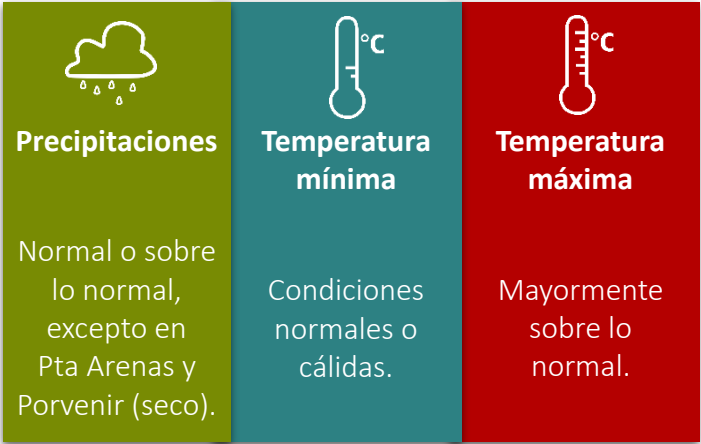 Precipitaciones
Normal o sobre
lo normal,
excepto en
Pta Arenas y
Porvenir (seco).
°C
Temperatura
mínima
Condiciones
normales o
cálidas.
°C
Temperatura
máxima
Mayormente
sobre lo
normal.